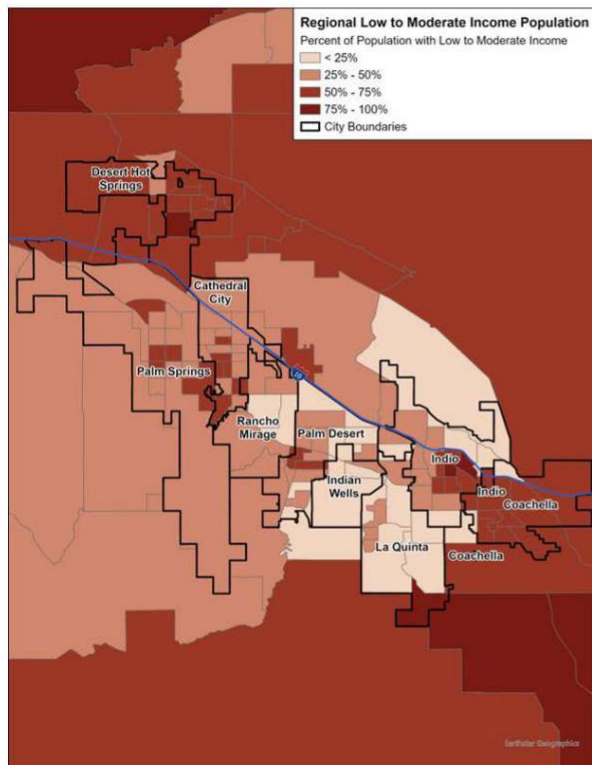 Regional Low to Moderate Income Population
Percent of Population with Low to Moderate Income
< 25%
25% - 50%
50% - 75%
75% - 100%
City Boundaries
Desert Hot
Springs
Cathedral
City
Palm Springs
10
Rancho
Mirage
Palm Desert
Indio
Indian
Wells
Indio
Coachella
La Quinta
Coachella
Earthstar Geographics